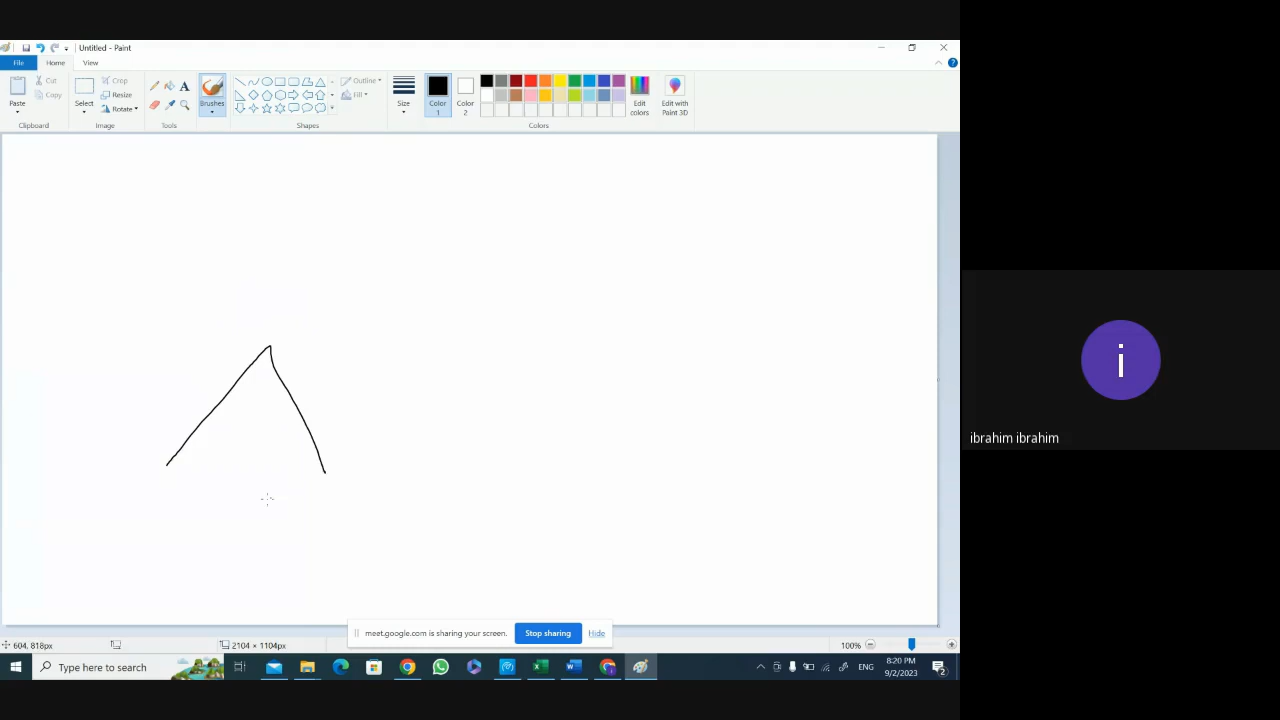 Untitled - Paint
File
Home
View
Paste
Cut
Copy
Clipboard
Select
Crop
Resize
Rotate
Image
A
Tools
Brushes
Outline
Fill
Shapes
Size
Color
1
Color
2
Edit
colors
Edit with
Paint 3D
Colors
i
ibrahim ibrahim
meet.google.com is sharing your screen.
Stop sharing
Hide
604, 818px
2104 × 1104px
100%
Type here to search
ENG
8:20 PM
9/2/2023
2